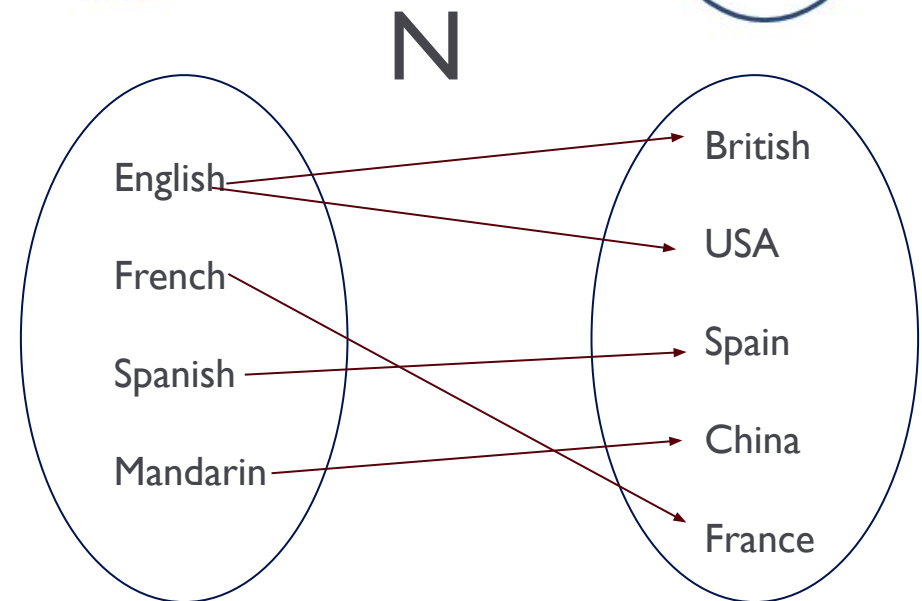 N
English
French
Spanish
Mandarin
British
USA
Spain
China
France